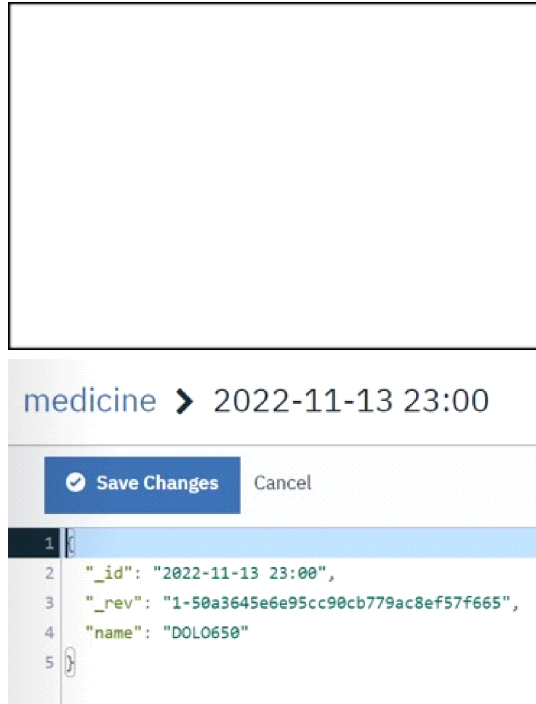 medicine > 2022-11-13 23:00
Save Changes Cancel
1 {
2 "_id": "2022-11-13 23:00",
3 "_rev": "1-50a3645e6e95cc90cb779ac8ef57f665",
4 "name": "DOLO650"
5 }